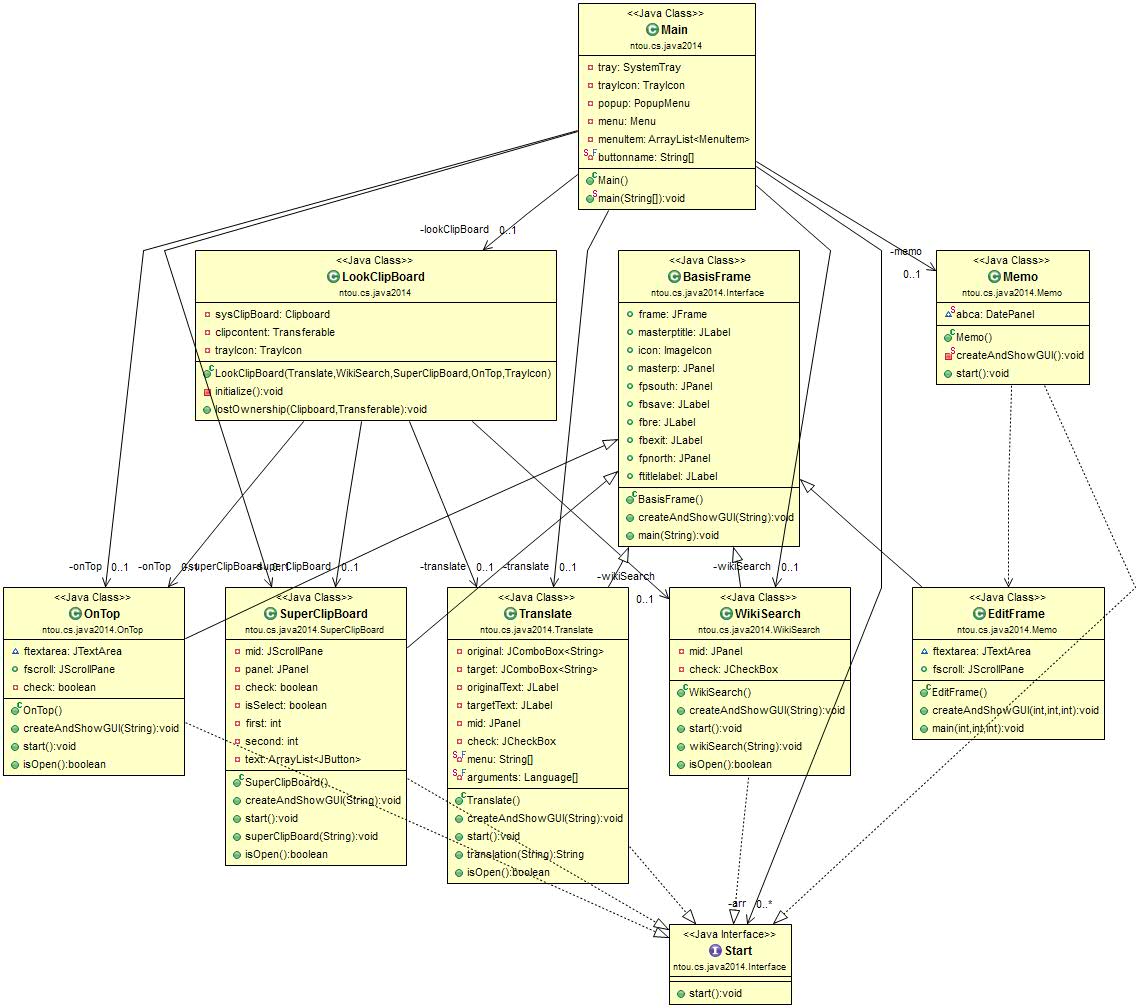 <<Java Class>>
Main
ntou.cs.java2014
tray: SystemTray
trayIcon: TrayIcon
popup: PopupMenu
menu: Menu
menuItem: ArrayList<MenuItem>
buttonname: String[]
Main()
main(String[]):void
-lookClipBoard 0..1
-memo
0..1
<<Java Class>>
LookClipBoard
ntou.cs.java2014
sysClipBoard: Clipboard
clipcontent: Transferable
trayIcon: TrayIcon
LookClipBoard(Translate,WikiSearch,SuperClipBoard,OnTop,TrayIcon)
initialize():void
lostOwnership(Clipboard,Transferable):void
<<Java Class>>
BasisFrame
ntou.cs.java2014.Interface
frame: JFrame
masterptitle: JLabel
icon: ImageIcon
masterp: JPanel
fpsouth: JPanel
fbsave: JLabel
fbre: JLabel
fbexit: JLabel
fpnorth: JPanel
ftitlelabel: JLabel
BasisFrame()
createAndShowGUI(String):void
main(String):void
<<Java Class>>
Memo
ntou.cs.java2014.Memo
abca: DatePanel
Memo()
createAndShowGUI():void
start():void
-onTop 0..1
-onTop 0..1
-superClipBoard 0..1
-superClipBoard 0..1
-translate 0..1
-translate 0..1
-wikiSearch
0..1
-wikiSearch 0..1
<<Java Class>>
OnTop
ntou.cs.java2014.OnTop
ftextarea: JTextArea
fscroll: JScrollPane
check: boolean
OnTop()
createAndShowGUI(String):void
start():void
isOpen():boolean
<<Java Class>>
SuperClipBoard
ntou.cs.java2014.SuperClipBoard
mid: JScrollPane
panel: JPanel
check: boolean
isSelect: boolean
first: int
second: int
text: ArrayList<JButton>
SuperClipBoard()
createAndShowGUI(String):void
start():void
superClipBoard(String):void
isOpen():boolean
<<Java Class>>
Translate
ntou.cs.java2014.Translate
original: JComboBox<String>
target: JComboBox<String>
originalText: JLabel
targetText: JLabel
mid: JPanel
check: JCheckBox
menu: String[]
arguments: Language[]
Translate()
createAndShowGUI(String):void
start():void
translation(String):String
isOpen():boolean
<<Java Class>>
WikiSearch
ntou.cs.java2014.WikiSearch
mid: JPanel
check: JCheckBox
WikiSearch()
createAndShowGUI(String):void
start():void
wikiSearch(String):void
isOpen():boolean
<<Java Class>>
EditFrame
ntou.cs.java2014.Memo
ftextarea: JTextArea
fscroll: JScrollPane
EditFrame()
createAndShowGUI(int,int,int):void
main(int,int,int):void
-arr 0..*
<<Java Interface>>
Start
ntou.cs.java2014.Interface
start():void